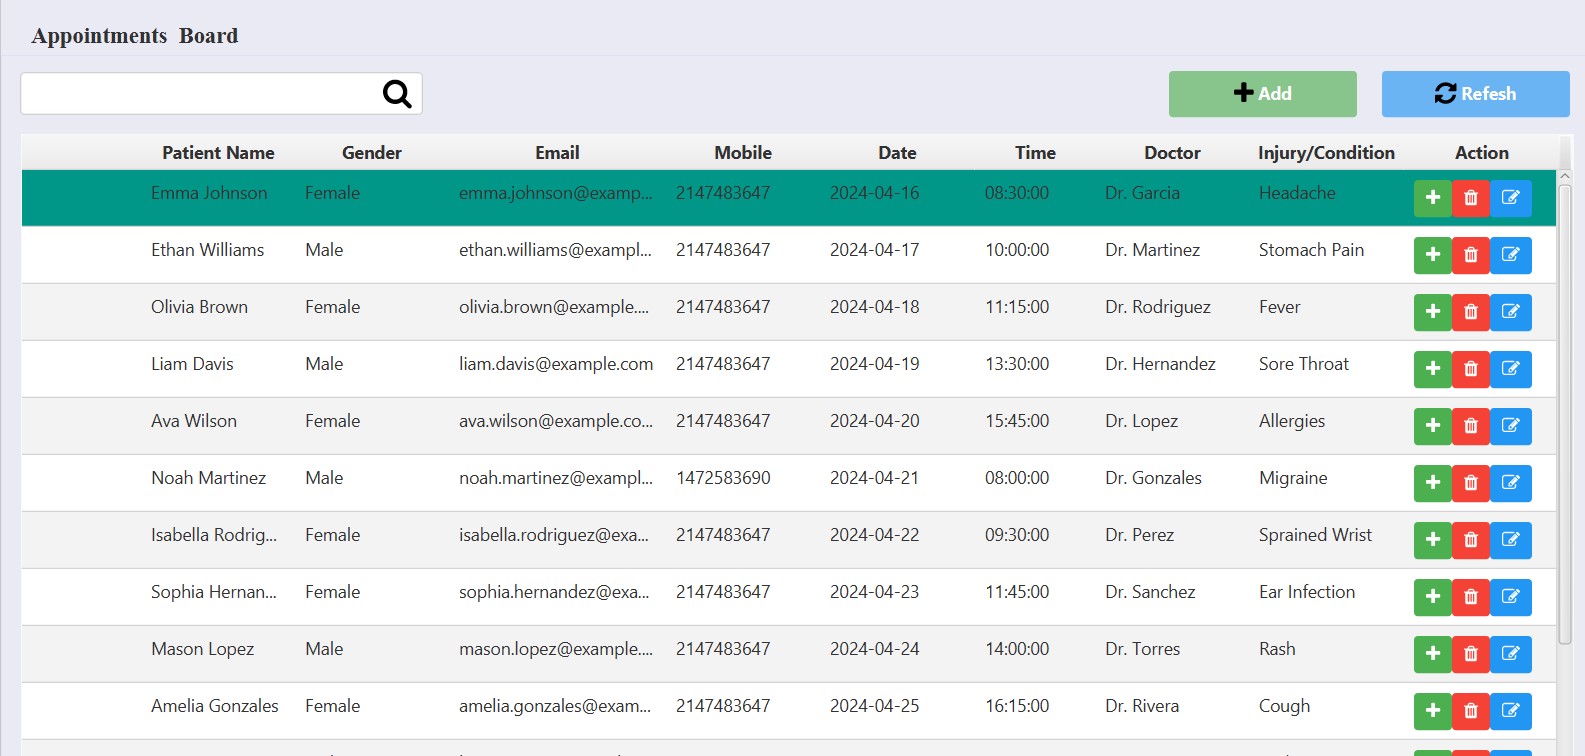 Appointments Board
Add Refesh
Patient Name Gender Email Mobile Date Time Doctor Injury/Condition Action
Emma Johnson Female emma.johnson@examp... 2147483647 2024-04-16 08:30:00 Dr. Garcia Headache
Ethan Williams Male ethan.williams@exampl... 2147483647 2024-04-17 10:00:00 Dr. Martinez Stomach Pain
Olivia Brown Female olivia.brown@example.... 2147483647 2024-04-18 11:15:00 Dr. Rodriguez Fever
Liam Davis Male liam.davis@example.com 2147483647 2024-04-19 13:30:00 Dr. Hernandez Sore Throat
Ava Wilson Female ava.wilson@example.co... 2147483647 2024-04-20 15:45:00 Dr. Lopez Allergies
Noah Martinez Male noah.martinez@exampl... 1472583690 2024-04-21 08:00:00 Dr. Gonzales Migraine
Isabella Rodrig... Female isabella.rodriguez@exa... 2147483647 2024-04-22 09:30:00 Dr. Perez Sprained Wrist
Sophia Hernan... Female sophia.hernandez@exa... 2147483647 2024-04-23 11:45:00 Dr. Sanchez Ear Infection
Mason Lopez Male mason.lopez@example.... 2147483647 2024-04-24 14:00:00 Dr. Torres Rash
Amelia Gonzales Female amelia.gonzales@exam... 2147483647 2024-04-25 16:15:00 Dr. Rivera Cough